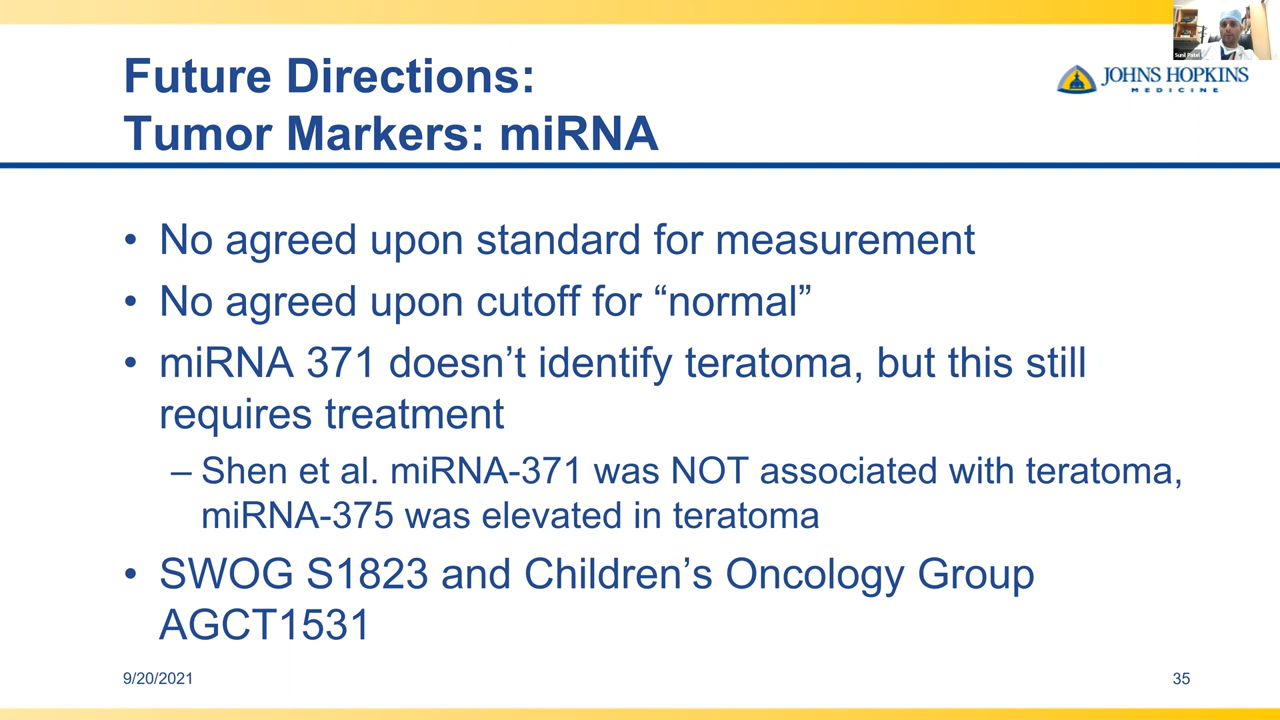 Future Directions:
Tumor Markers: miRNA
Sunil Patel
JOHNS HOPKINS
MEDICINE
• No agreed upon standard for measurement
• No agreed upon cutoff for “normal”
• miRNA 371 doesn’t identify teratoma, but this still
requires treatment
– Shen et al. miRNA-371 was NOT associated with teratoma,
miRNA-375 was elevated in teratoma
• SWOG S1823 and Children’s Oncology Group
AGCT1531
9/20/2021
35